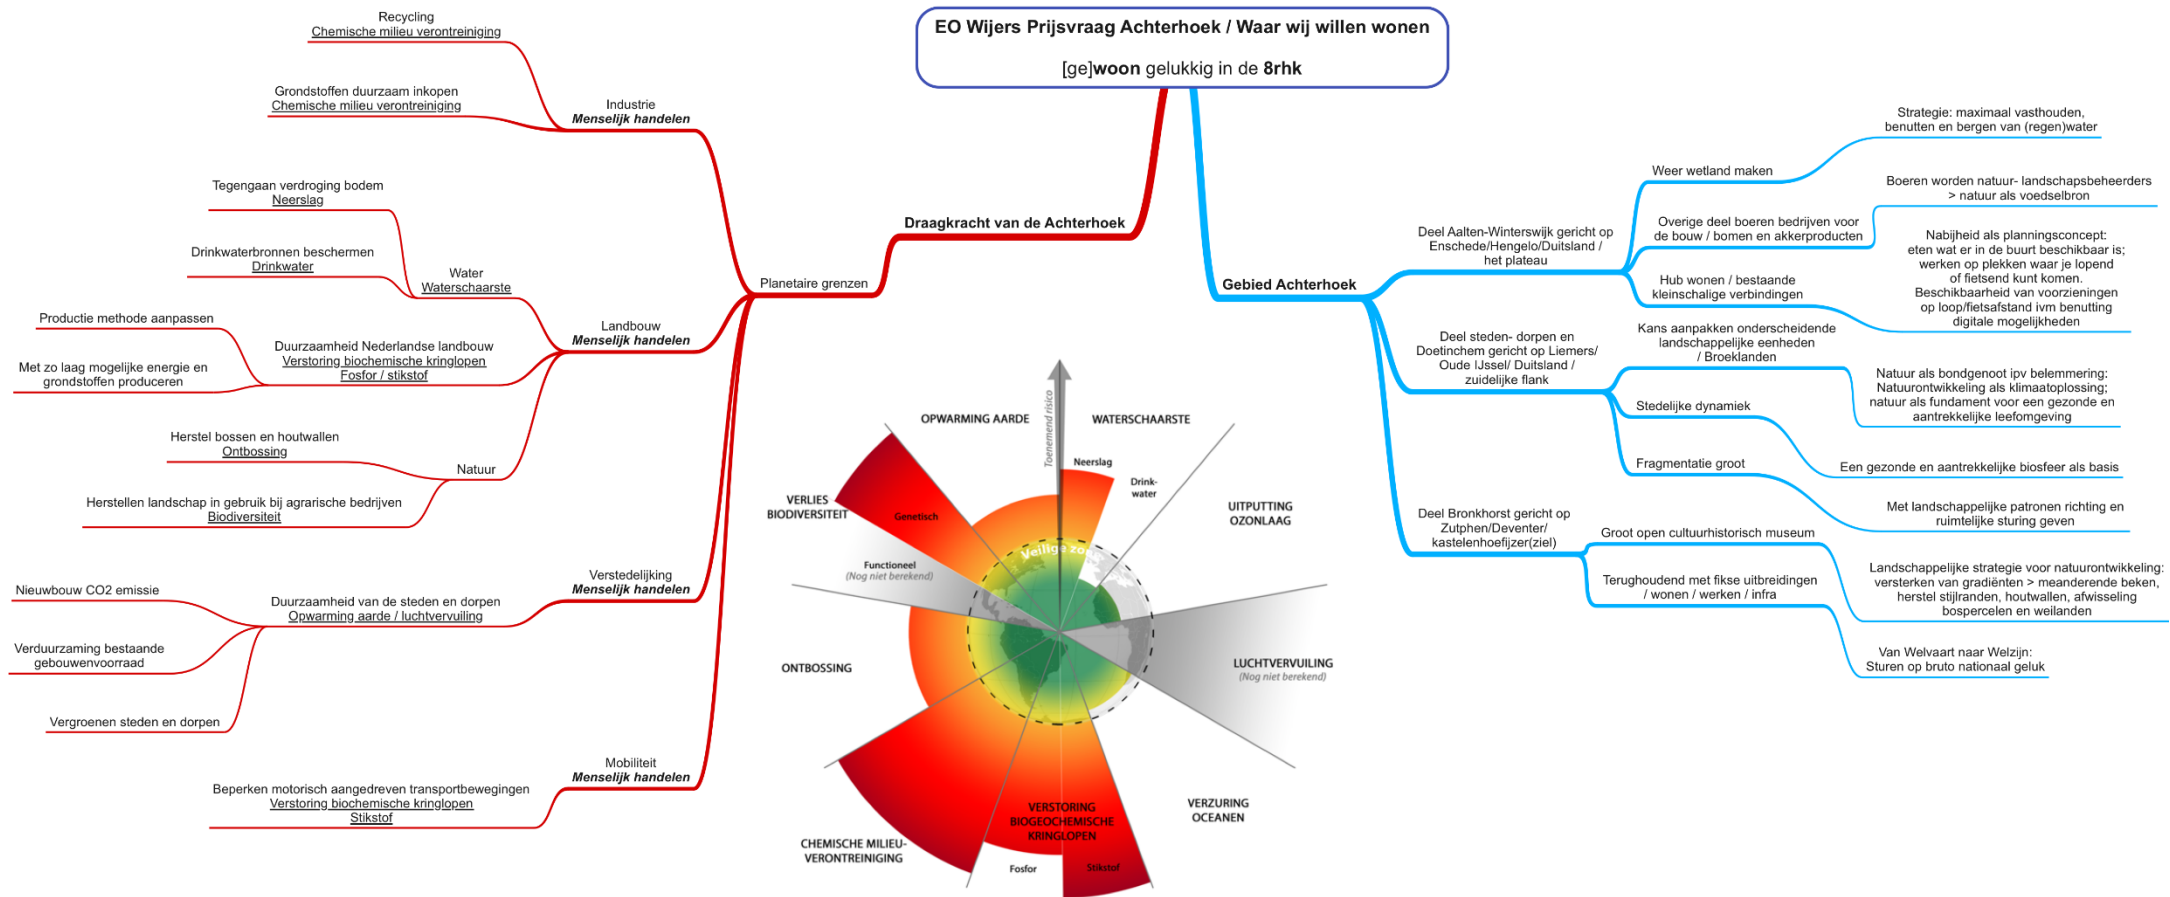 EO Wijers Prijsvraag Achterhoek / Waar wij willen wonen
[ge]woon gelukkig in de 8rhk
Draagkracht van de Achterhoek
Planetaire grenzen
Industrie
Menselijk handelen
Recycling
Chemische milieu verontreiniging
Grondstoffen duurzaam inkopen
Chemische milieu verontreiniging
Landbouw
Menselijk handelen
Water
Waterschaarste
Tegengaan verdroging bodem
Neerslag
Drinkwaterbronnen beschermen
Drinkwater
Duurzaamheid Nederlandse landbouw
Verstoring biochemische kringlopen
Fosfor / stikstof
Productie methode aanpassen
Met zo laag mogelijke energie en
grondstoffen produceren
Natuur
Herstel bossen en houtwallen
Ontbossing
Herstellen landschap in gebruik bij agrarische bedrijven
Biodiversiteit
Verstedelijking
Menselijk handelen
Duurzaamheid van de steden en dorpen
Opwarming aarde / luchtvervuiling
Nieuwbouw CO2 emissie
Verduurzaming bestaande
gebouwenvoorraad
Vergroenen steden en dorpen
Mobiliteit
Menselijk handelen
Beperken motorisch aangedreven transportbewegingen
Verstoring biochemische kringlopen
Stikstof
Gebied Achterhoek
Deel Aalten-Winterswijk gericht op
Enschede/Hengelo/Duitsland /
het plateau
Weer wetland maken
Strategie: maximaal vasthouden,
benutten en bergen van (regen)water
Overige deel boeren bedrijven voor
de bouw / bomen en akkerproducten
Boeren worden natuur- landschapsbeheerders
> natuur als voedselbron
Hub wonen / bestaande
kleinschalige verbindingen
Nabijheid als planningsconcept:
eten wat er in de buurt beschikbaar is;
werken op plekken waar je lopend
of fietsend kunt komen.
Beschikbaarheid van voorzieningen
op loop/fietsafstand ivm benutting
digitale mogelijkheden
Deel steden- dorpen en
Doetinchem gericht op Liemers/
Oude IJssel/ Duitsland /
zuidelijke flank
Kans aanpakken onderscheidende
landschappelijke eenheden
/ Broeklanden
Natuur als bondgenoot ipv belemmering:
Natuurontwikkeling als klimaatoplossing;
natuur als fundament voor een gezonde en
aantrekkelijke leefomgeving
Stedelijke dynamiek
Een gezonde en aantrekkelijke biosfeer als basis
Fragmentatie groot
Met landschappelijke patronen richting en
ruimtelijke sturing geven
Deel Bronkhorst gericht op
Zutphen/Deventer/
kastelenhoefijzer(ziel)
Groot open cultuurhistorisch museum
Landschappelijke strategie voor natuurontwikkeling:
versterken van gradiënten > meanderende beken,
herstel stijlranden, houtwallen, afwisseling
bospercelen en weilanden
Terughoudend met fikse uitbreidingen
/ wonen / werken / infra
Van Welvaart naar Welzijn:
Sturen op bruto nationaal geluk
OPWARMING AARDE
Toenemend risico
WATERSCHAARSTE
Neerslag
Drink-
water
VERLIES
BIODIVERSITEIT
Genetisch
UITPUTTING
OZONLAAG
Veilige zone
Functioneel
(Nog niet berekend)
ONTBOSSING
LUCHTVERVUILING
(Nog niet berekend)
VERZURING
OCEANEN
VERSTORING
BIOGEOCHEMISCHE
KRINGLOPEN
CHEMISCHE MILIEU-
VERONTREINIGING
Fosfor
Stikstof